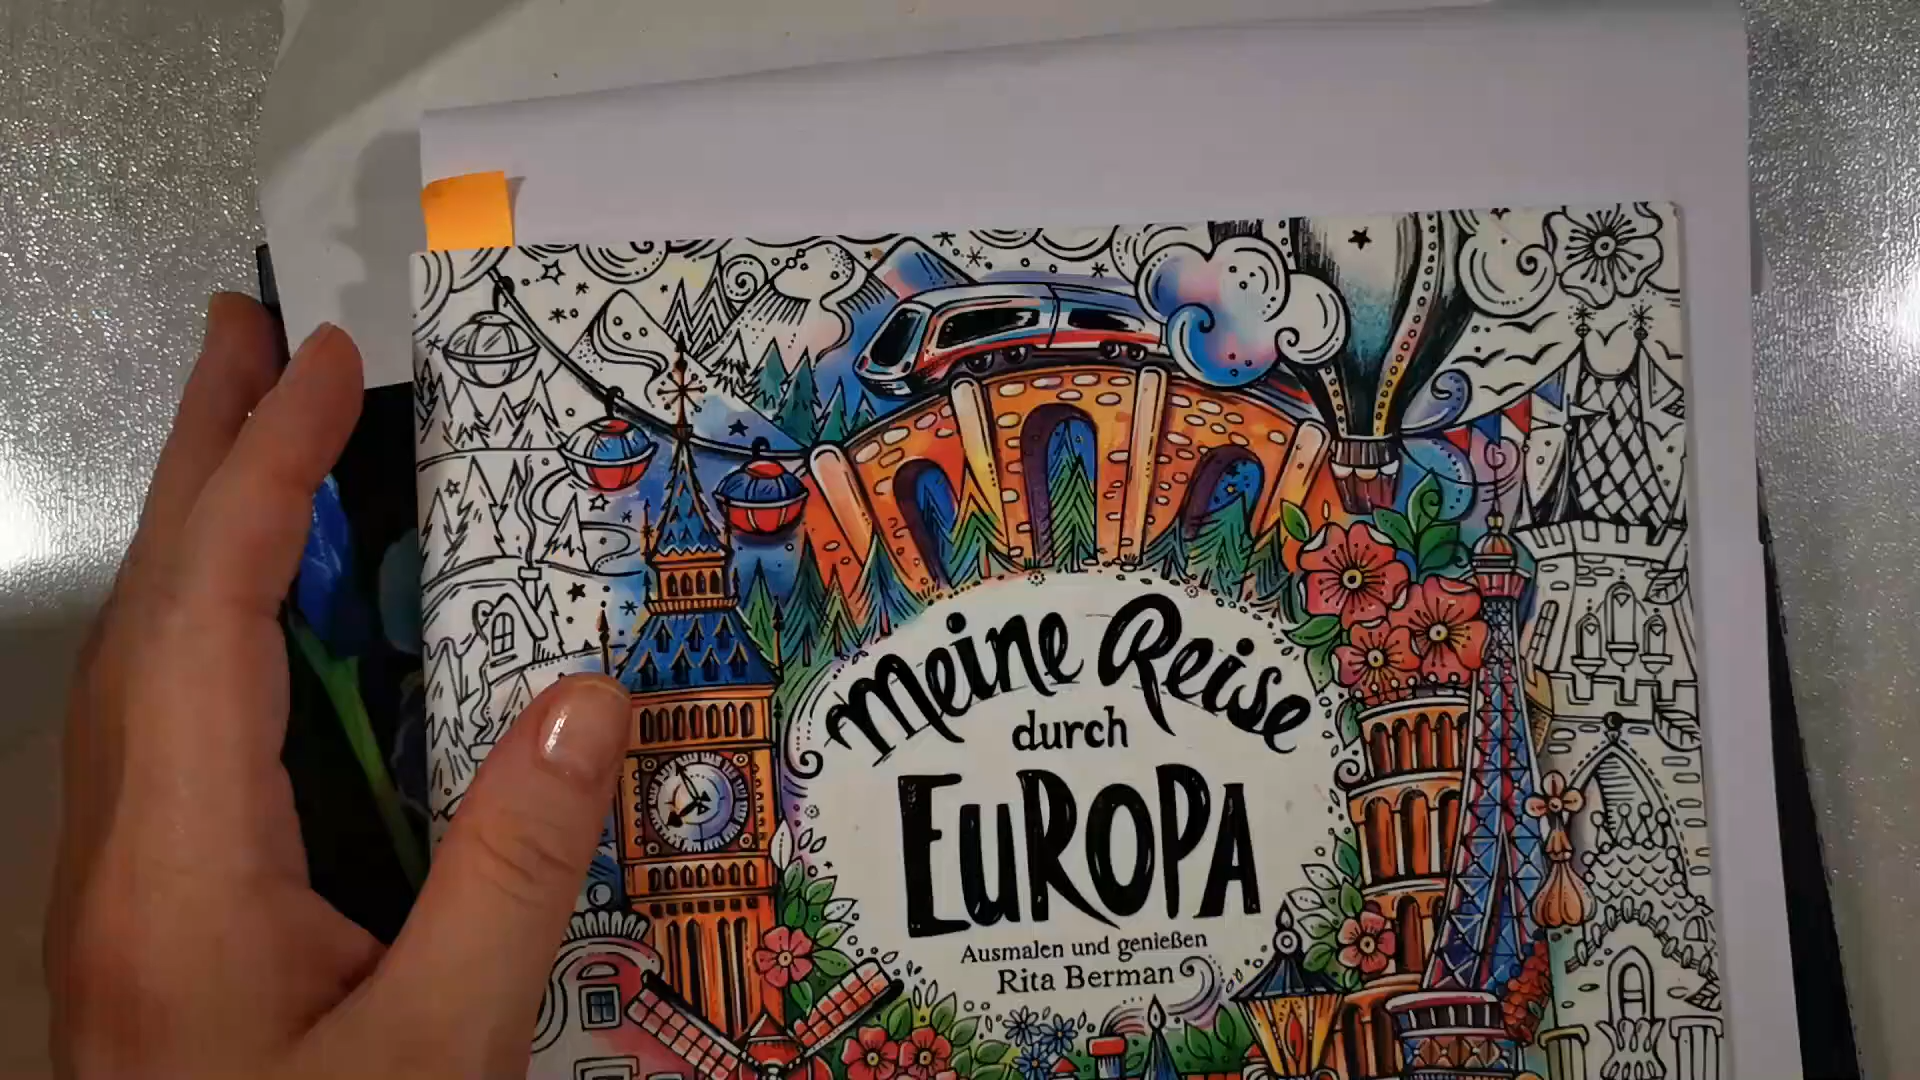 Meine Reise
durch
EuROPA
Ausmalen und genießen
Rita Berman